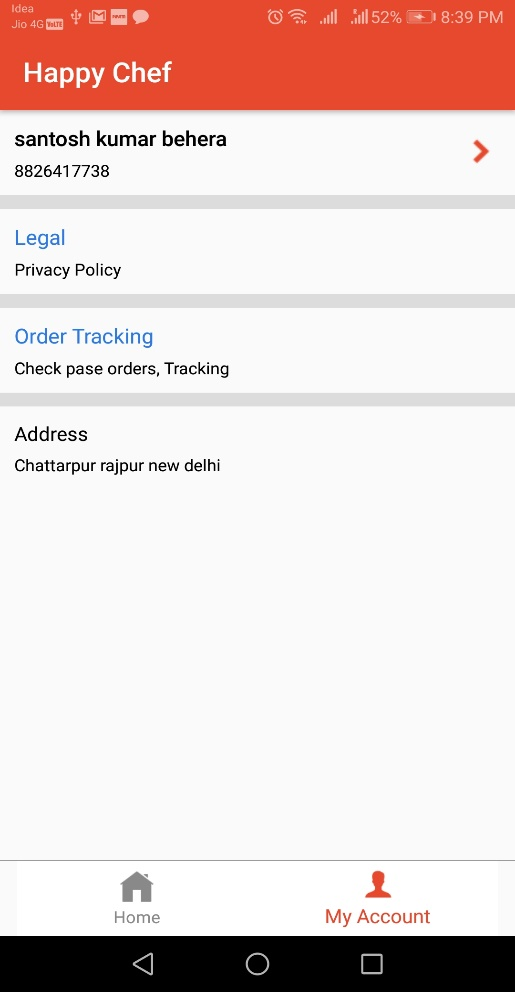 Idea
Jio 4G VoLTE
52% 8:39 PM
Happy Chef
santosh kumar behera
8826417738
Legal
Privacy Policy
Order Tracking
Check pase orders, Tracking
Address
Chattarpur rajpur new delhi
Home
My Account